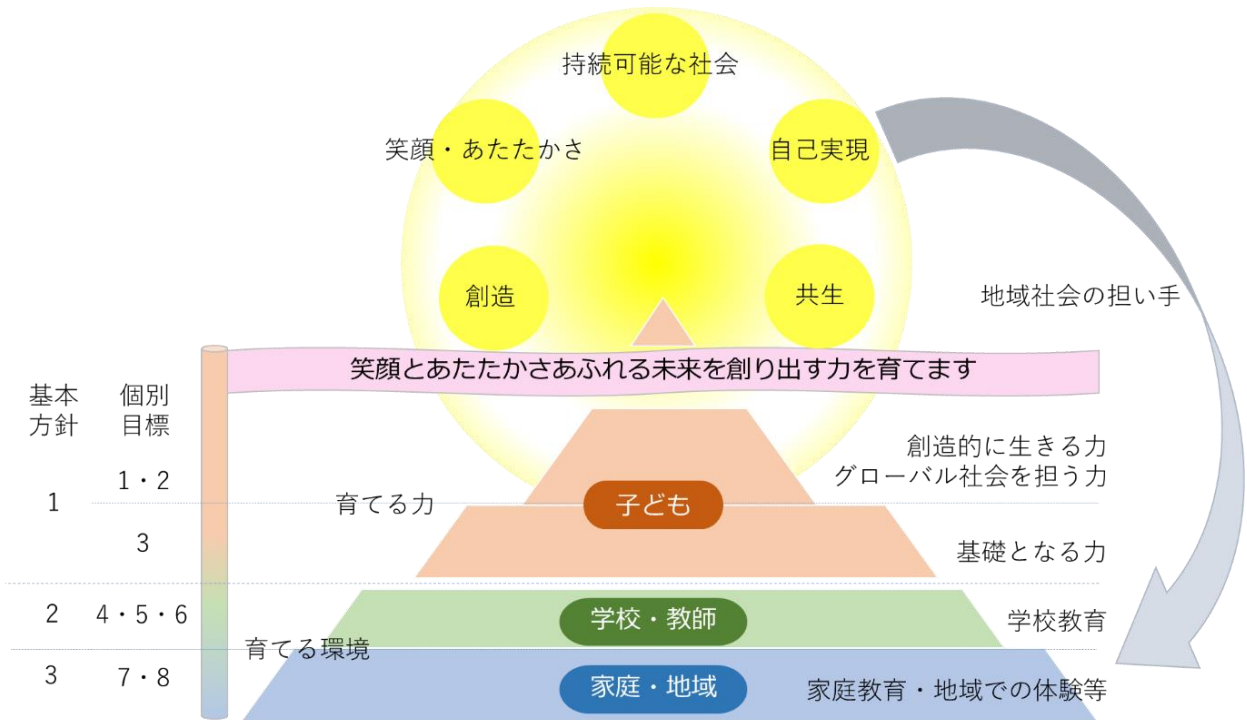 持続可能な社会
笑顔・あたたかさ
自己実現
創造
共生
地域社会の担い手
笑顔とあたたかさあふれる未来を創り出す力を育てます
基本
方針
個別
目標
創造的に生きる力
グローバル社会を担う力
1・2
1
育てる力
子ども
3
基礎となる力
2
4・5・6
学校・教師
学校教育
育てる環境
3
7・8
家庭・地域
家庭教育・地域での体験等